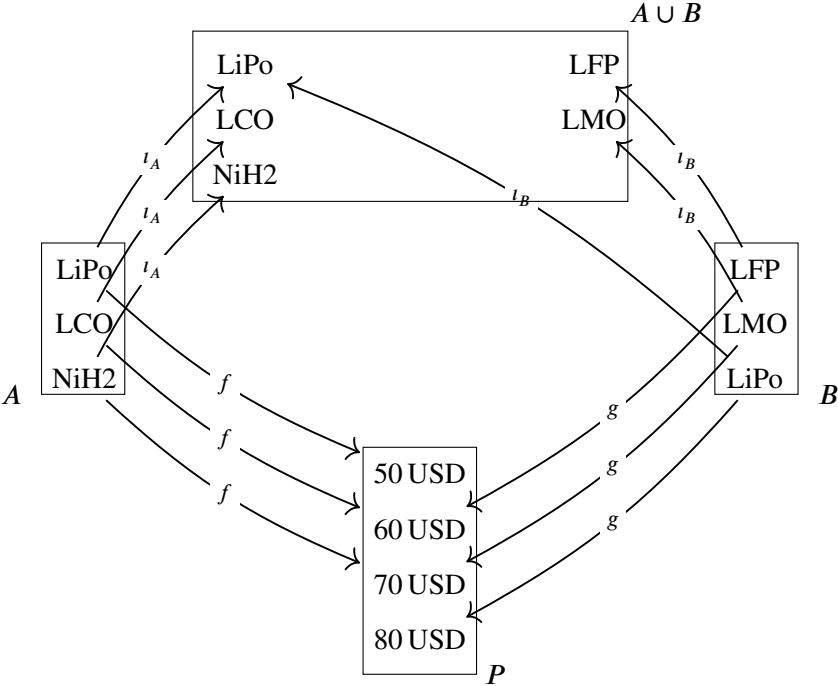 A ∪ B
LiPo
LFP
LCO
LMO
NiH2
ι_A
ι_B
ι_A
ι_B
ι_B
ι_A
LiPo
LCO
NiH2
A
LFP
LMO
LiPo
B
f
g
f
g
f
g
50 USD
60 USD
70 USD
80 USD
P